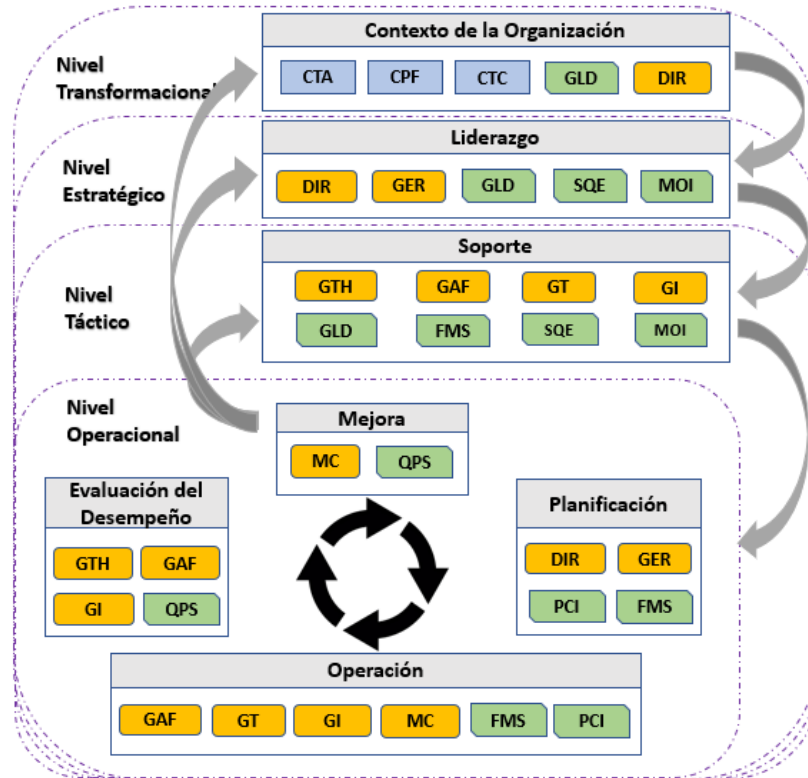 Contexto de la Organización
Nivel
Transformacional
CTA CPF CTC GLD DIR
Liderazgo
Nivel
Estratégico
DIR GER GLD SQE MOI
Soporte
Nivel
Táctico
GTH GAF GT GI
GLD FMS SQE MOI
Nivel
Operacional
Mejora
MC QPS
Evaluación del
Desempeño
GTH GAF
GI QPS
Planificación
DIR GER
PCI FMS
Operación
GAF GT GI MC FMS PCI